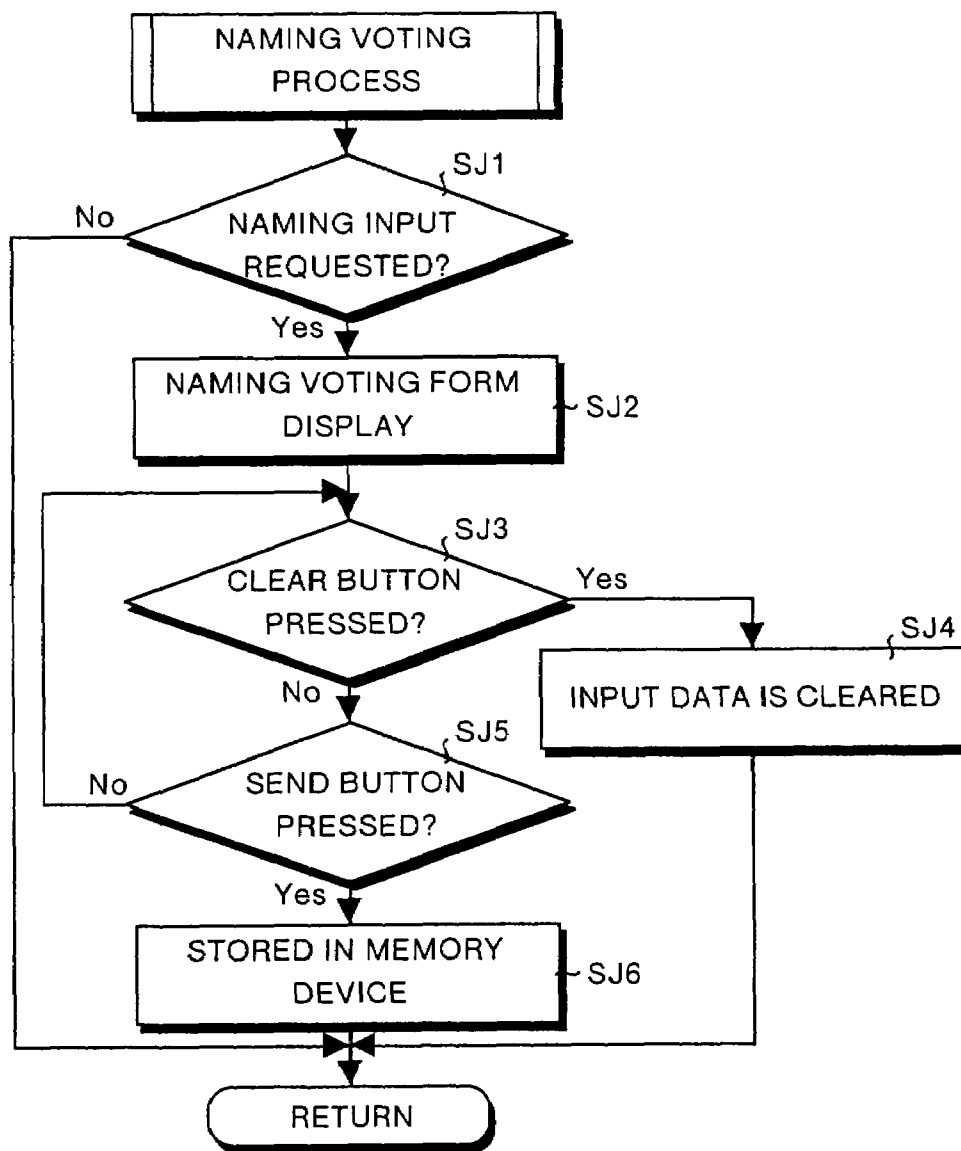 NAMING VOTING
PROCESS
SJ1
No
NAMING INPUT
REQUESTED?
Yes
NAMING VOTING FORM
DISPLAY
SJ2
SJ3
CLEAR BUTTON
PRESSED?
Yes
SJ4
No
INPUT DATA IS CLEARED
SJ5
No
SEND BUTTON
PRESSED?
Yes
STORED IN MEMORY
DEVICE
SJ6
RETURN